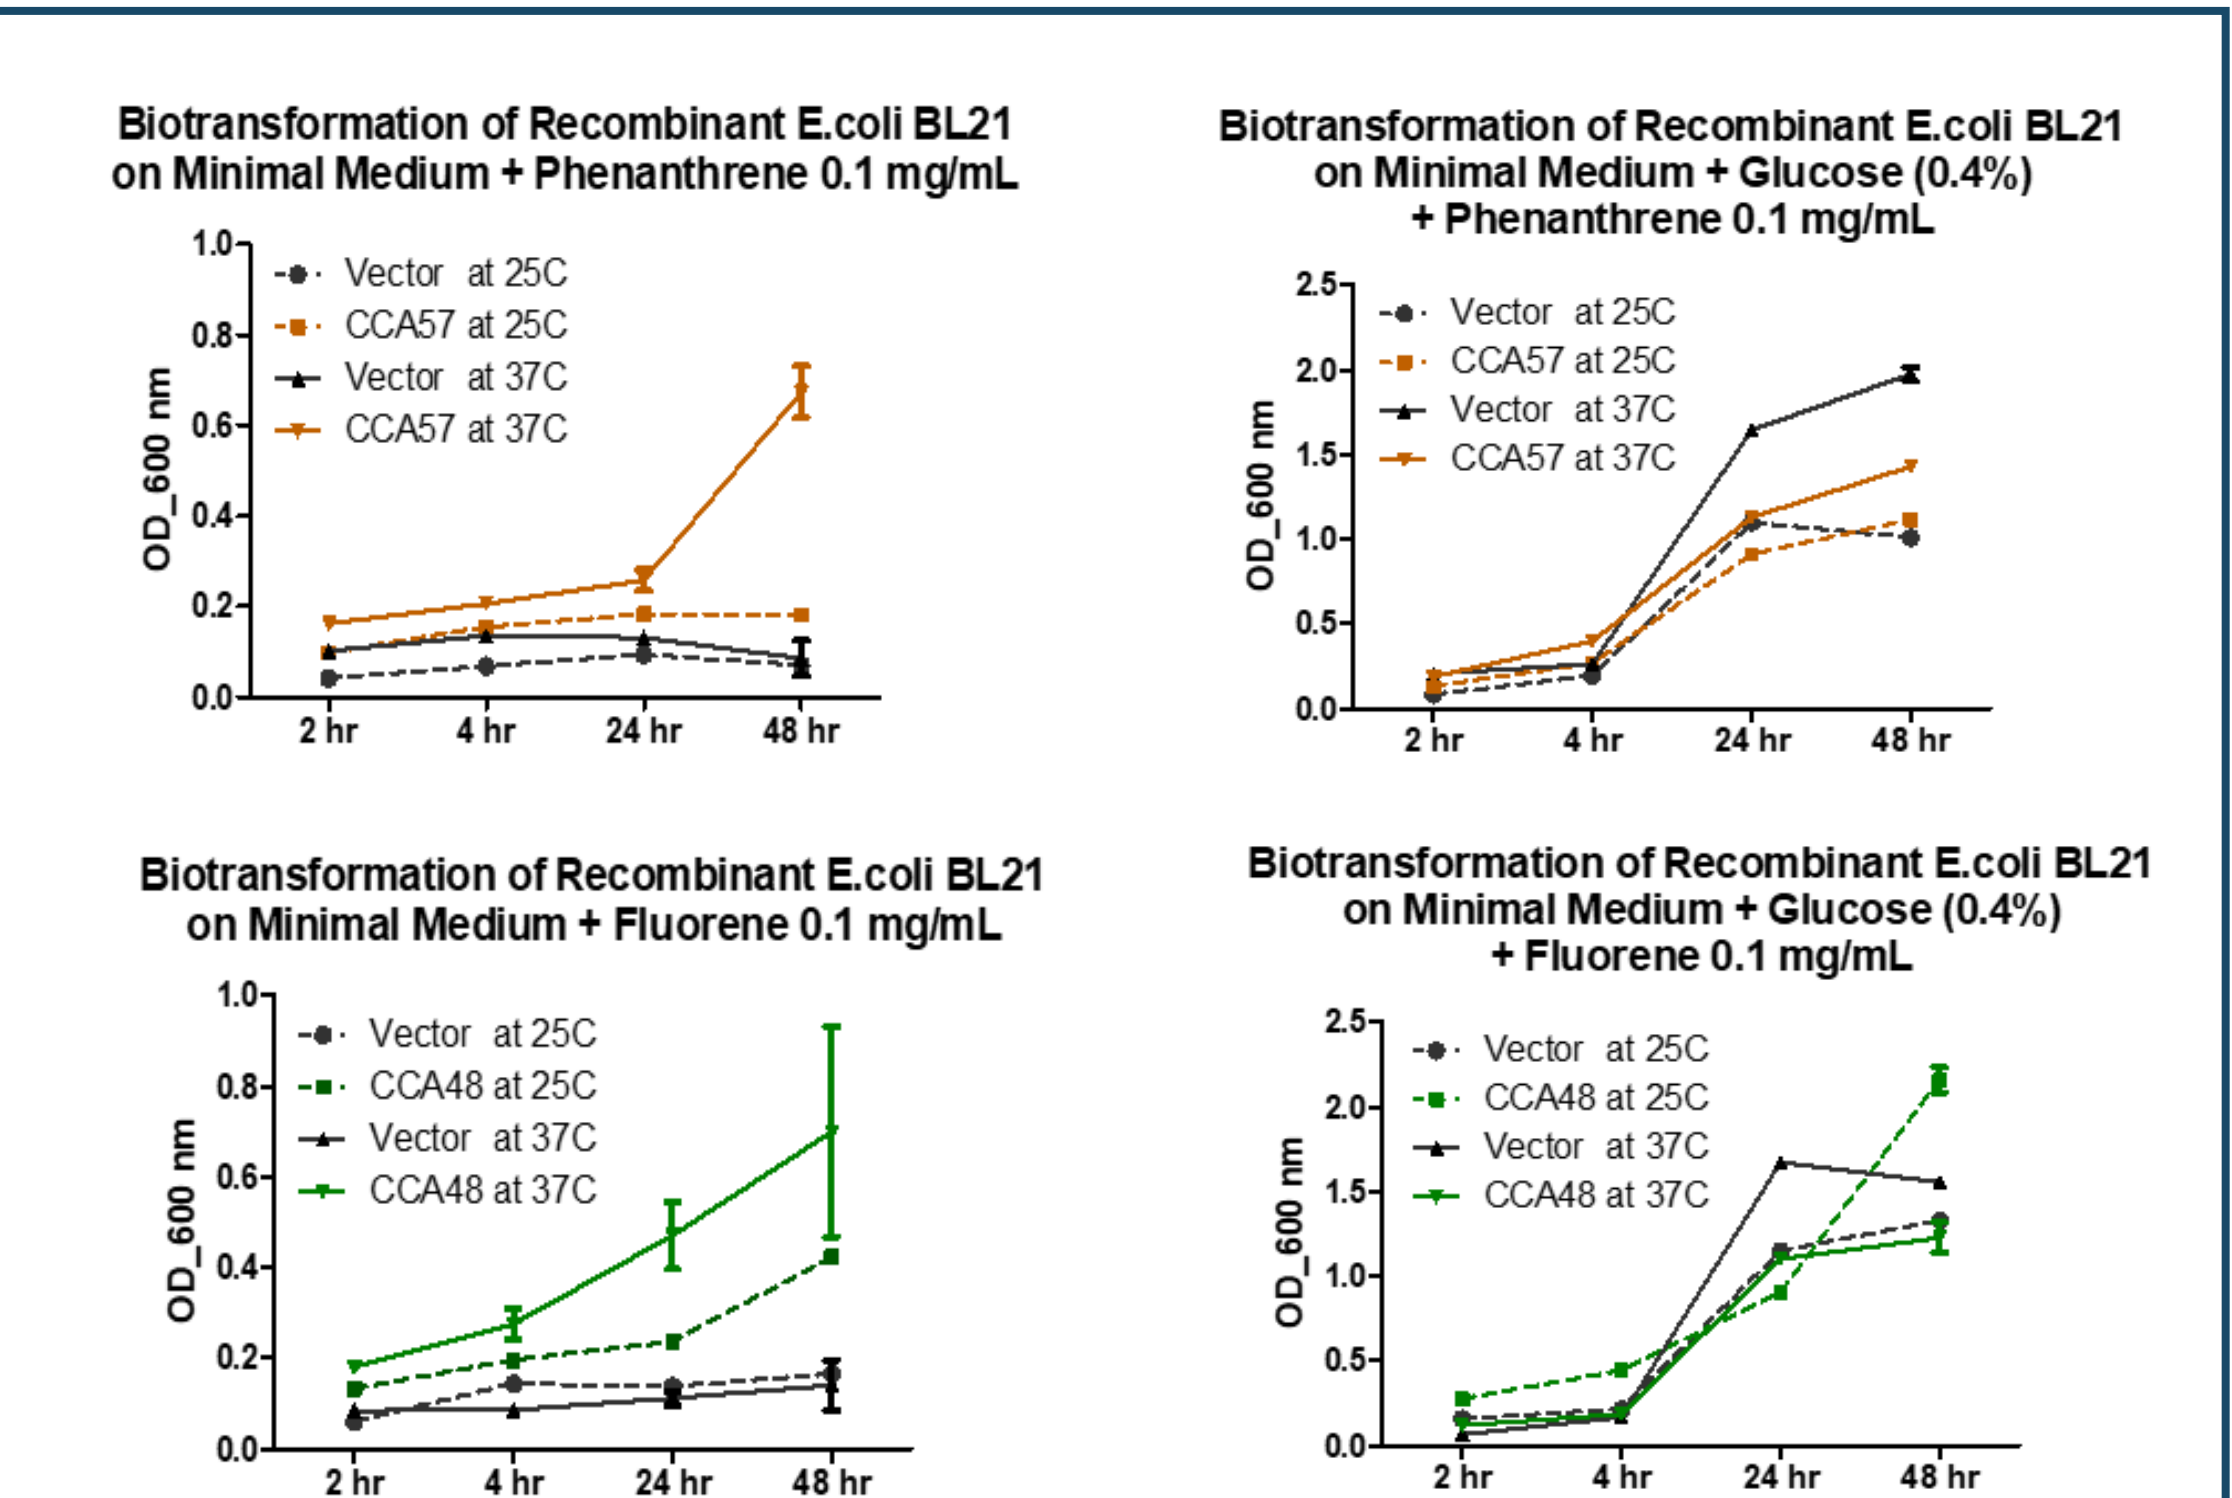 Biotransformation of Recombinant E.coli BL21
on Minimal Medium + Phenanthrene 0.1 mg/mL
1.0
0.8
0.6
0.4
0.2
0.0
OD_600 nm
Vector at 25C
CCA57 at 25C
Vector at 37C
CCA57 at 37C
2 hr
4 hr
24 hr
48 hr
Biotransformation of Recombinant E.coli BL21
on Minimal Medium + Glucose (0.4%)
+ Phenanthrene 0.1 mg/mL
2.5
2.0
1.5
1.0
0.5
0.0
OD_600 nm
Vector at 25C
CCA57 at 25C
Vector at 37C
CCA57 at 37C
2 hr
4 hr
24 hr
48 hr
Biotransformation of Recombinant E.coli BL21
on Minimal Medium + Fluorene 0.1 mg/mL
1.0
0.8
0.6
0.4
0.2
0.0
OD_600 nm
Vector at 25C
CCA48 at 25C
Vector at 37C
CCA48 at 37C
2 hr
4 hr
24 hr
48 hr
Biotransformation of Recombinant E.coli BL21
on Minimal Medium + Glucose (0.4%)
+ Fluorene 0.1 mg/mL
2.5
2.0
1.5
1.0
0.5
0.0
OD_600 nm
Vector at 25C
CCA48 at 25C
Vector at 37C
CCA48 at 37C
2 hr
4 hr
24 hr
48 hr